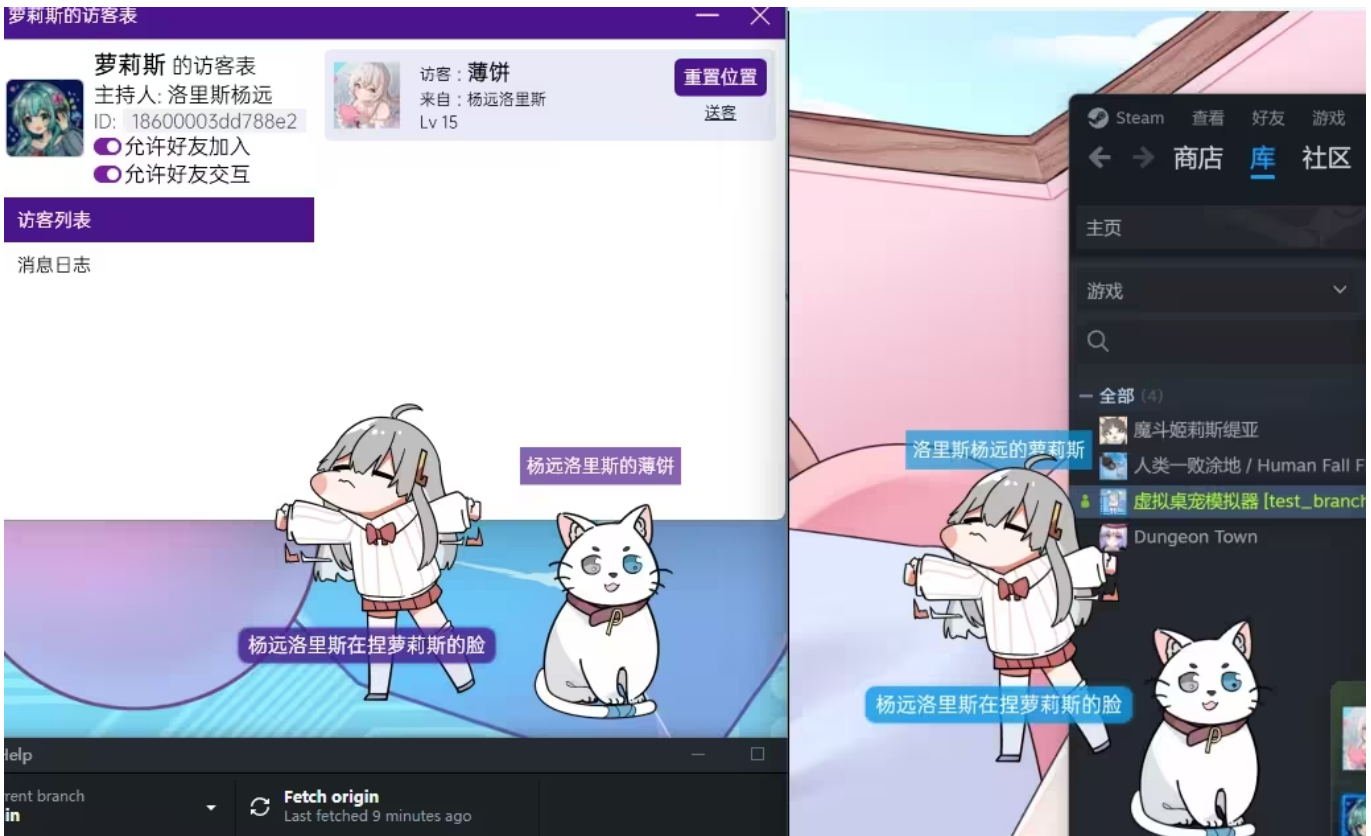 萝莉斯的访客表
萝莉斯 的访客表
主持人: 洛里斯杨远
ID: 18600003dd788e2
允许好友加入
允许好友交互
访客列表
消息日志
访客 : 薄饼
来自 : 杨远洛里斯
Lv 15
重置位置
送客
杨远洛里斯的薄饼
杨远洛里斯在捏萝莉斯的脸
Help
rent branch
in
Fetch origin
Last fetched 9 minutes ago
Steam 查看 好友 游戏
商店 库 社区
主页
游戏
全部 (4)
魔斗姬莉斯缇亚
人类一败涂地 / Human Fall F
虚拟桌宠模拟器 [test_branch
Dungeon Town
洛里斯杨远的萝莉斯
杨远洛里斯在捏萝莉斯的脸